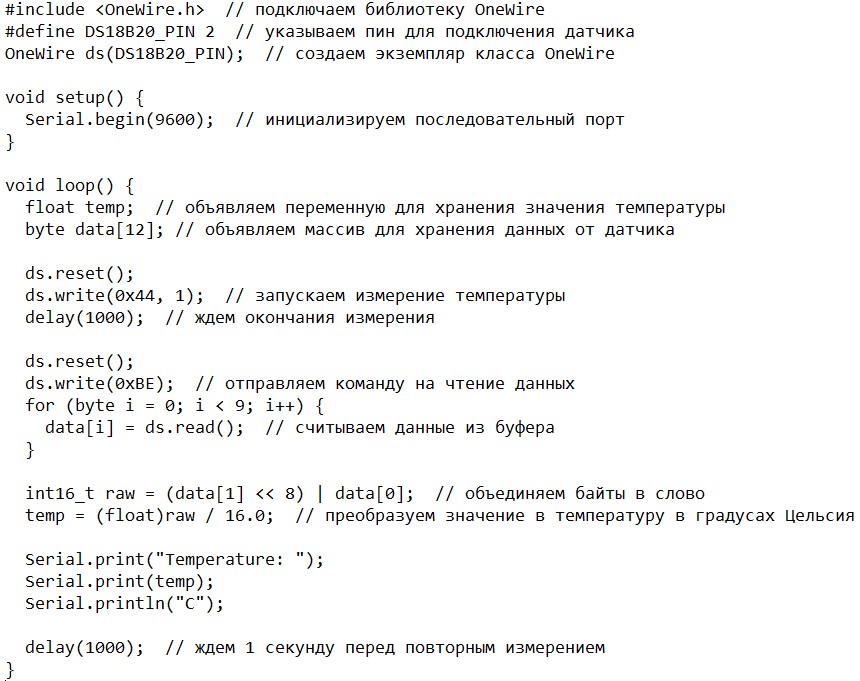 #include <OneWire.h>  // подключаем библиотеку OneWire
#define DS18B20_PIN 2  // указываем пин для подключения датчика
OneWire ds(DS18B20_PIN);  // создаем экземпляр класса OneWire

void setup() {
  Serial.begin(9600);  // инициализируем последовательный порт
}

void loop() {
  float temp;  // объявляем переменную для хранения значения температуры
  byte data[12]; // объявляем массив для хранения данных от датчика

  ds.reset();
  ds.write(0x44, 1);  // запускаем измерение температуры
  delay(1000);  // ждем окончания измерения

  ds.reset();
  ds.write(0xBE);  // отправляем команду на чтение данных
  for (byte i = 0; i < 9; i++) {
    data[i] = ds.read();  // считываем данные из буфера
  }

  int16_t raw = (data[1] << 8) | data[0];  // объединяем байты в слово
  temp = (float)raw / 16.0;  // преобразуем значение в температуру в градусах Цельсия

  Serial.print("Temperature: ");
  Serial.print(temp);
  Serial.println("C");

  delay(1000);  // ждем 1 секунду перед повторным измерением
}